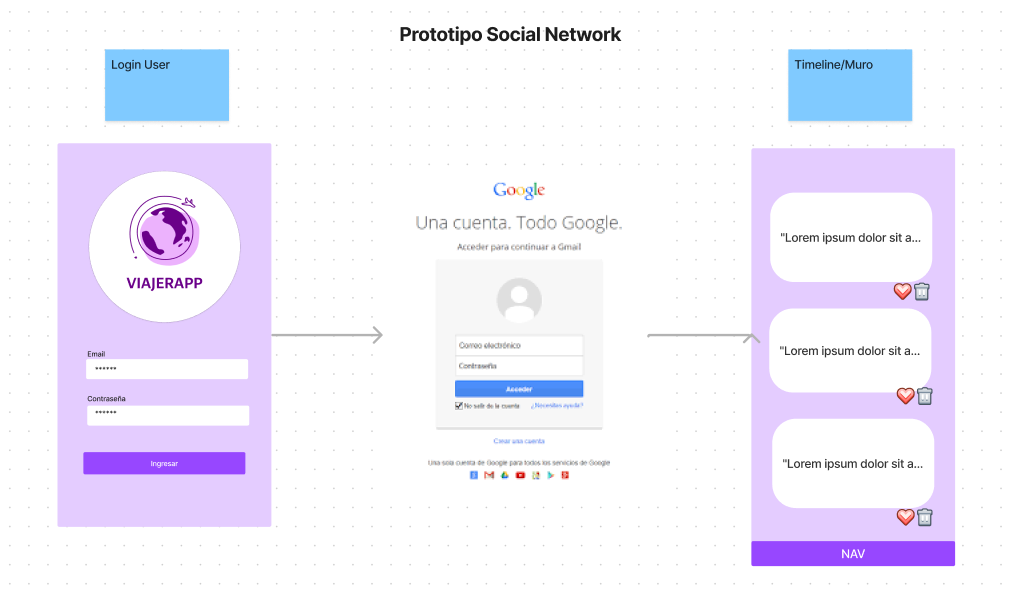 Prototipo Social Network
Login User
Timeline/Muro
VIAJERAPP
Email
******
Contraseña
******
Ingresar
Google
Una cuenta. Todo Google.
Acceder para continuar a Gmail
Correo electrónico
Contraseña
Acceder
No salir de la cuenta
¿Necesitas ayuda?
Crear una cuenta
Una sola cuenta de Google para todos los servicios de Google
"Lorem ipsum dolor sit a...
"Lorem ipsum dolor sit a...
"Lorem ipsum dolor sit a...
NAV